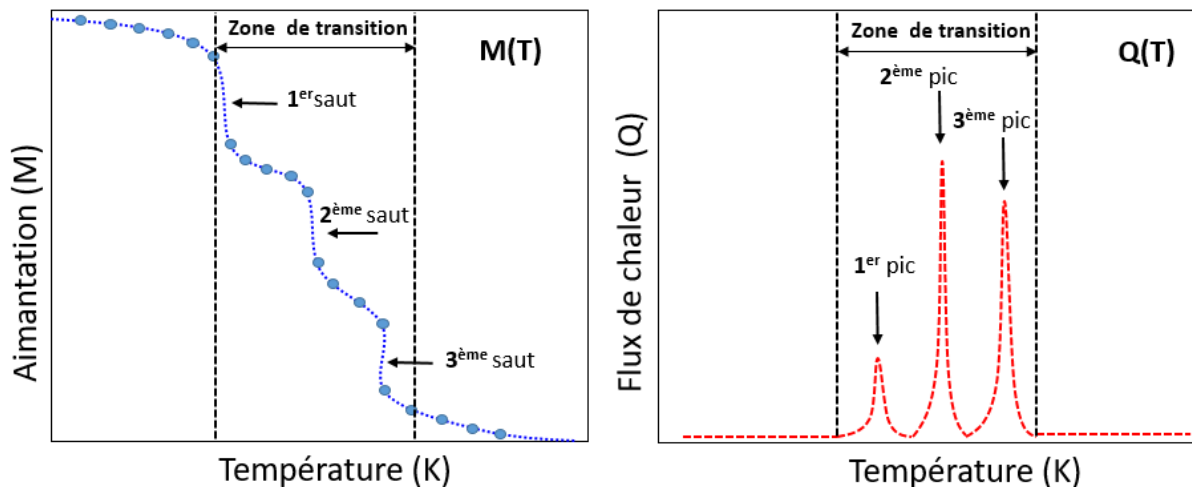 Zone de transition
M(T)
1er saut
2ème saut
3ème saut
Aimantation (M)
Température (K)
Zone de transition
Q(T)
2ème pic
3ème pic
1er pic
Flux de chaleur (Q)
Température (K)